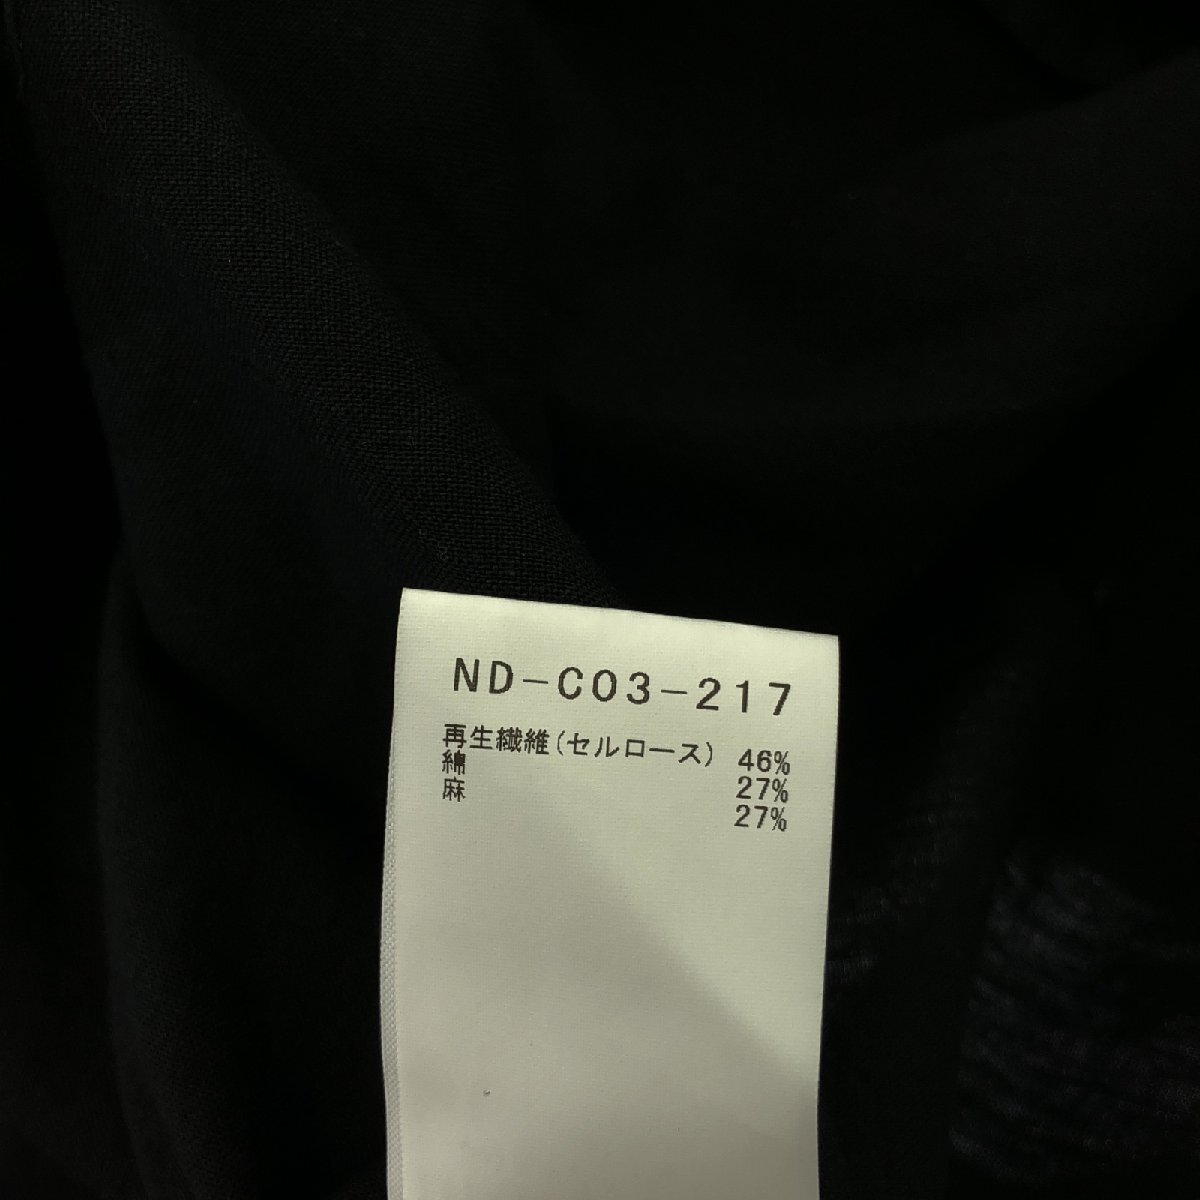 ND-C03-217
再生繊維(セルロース) 46%
綿 27%
麻 27%